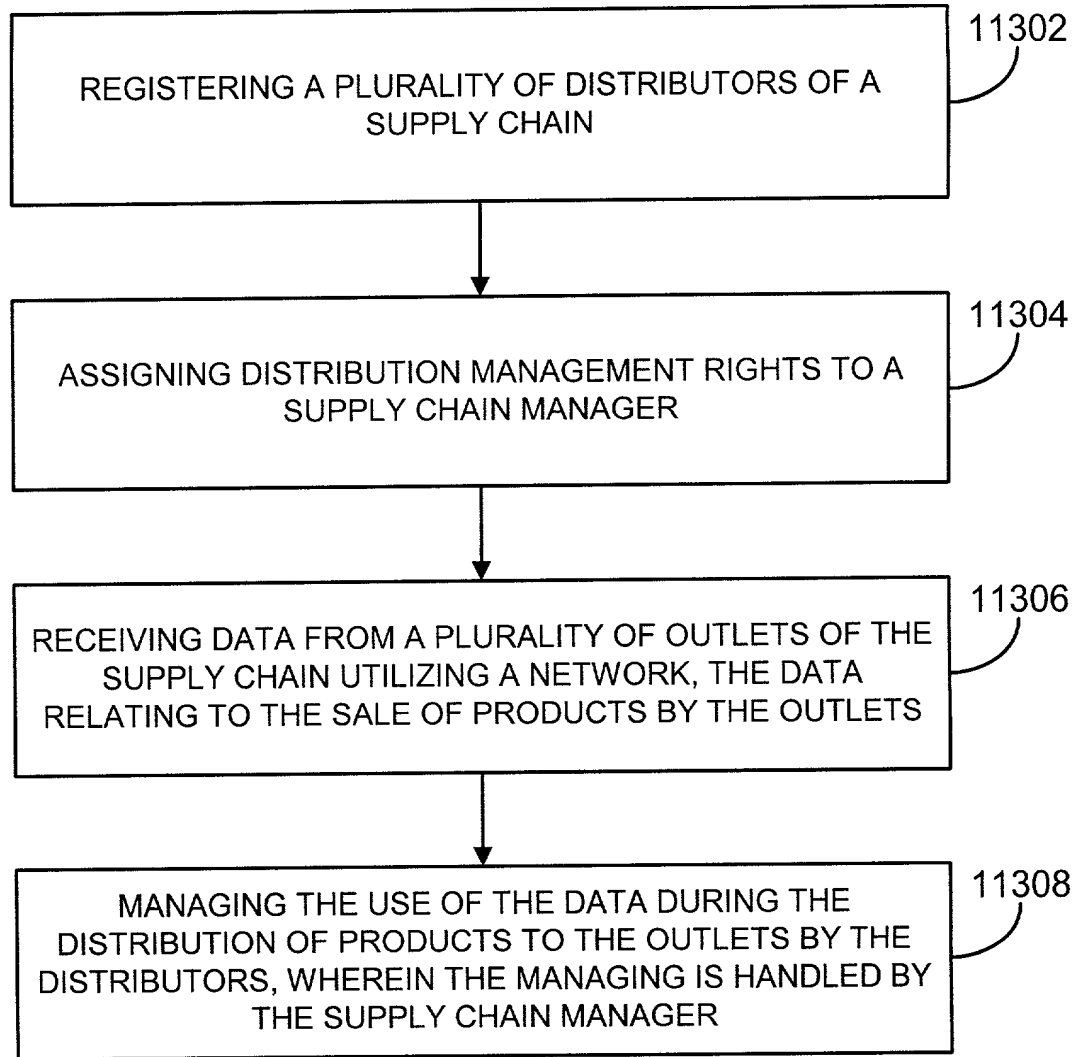 11302
REGISTERING A PLURALITY OF DISTRIBUTORS OF A
SUPPLY CHAIN
11304
ASSIGNING DISTRIBUTION MANAGEMENT RIGHTS TO A
SUPPLY CHAIN MANAGER
11306
RECEIVING DATA FROM A PLURALITY OF OUTLETS OF THE
SUPPLY CHAIN UTILIZING A NETWORK, THE DATA
RELATING TO THE SALE OF PRODUCTS BY THE OUTLETS
11308
MANAGING THE USE OF THE DATA DURING THE
DISTRIBUTION OF PRODUCTS TO THE OUTLETS BY THE
DISTRIBUTORS, WHEREIN THE MANAGING IS HANDLED BY
THE SUPPLY CHAIN MANAGER